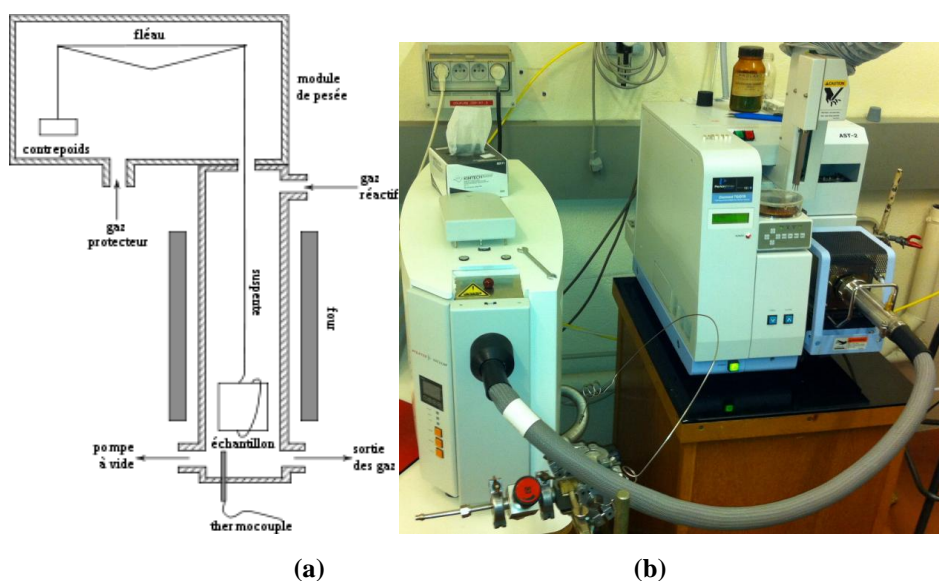 fléau
module
de pesée
contrepoids
gaz
protecteur
gaz
réactif
suspente
four
échantillon
pompe
à vide
sortie
des gaz
thermocouple
CAUTION
AST-2
(a)
(b)